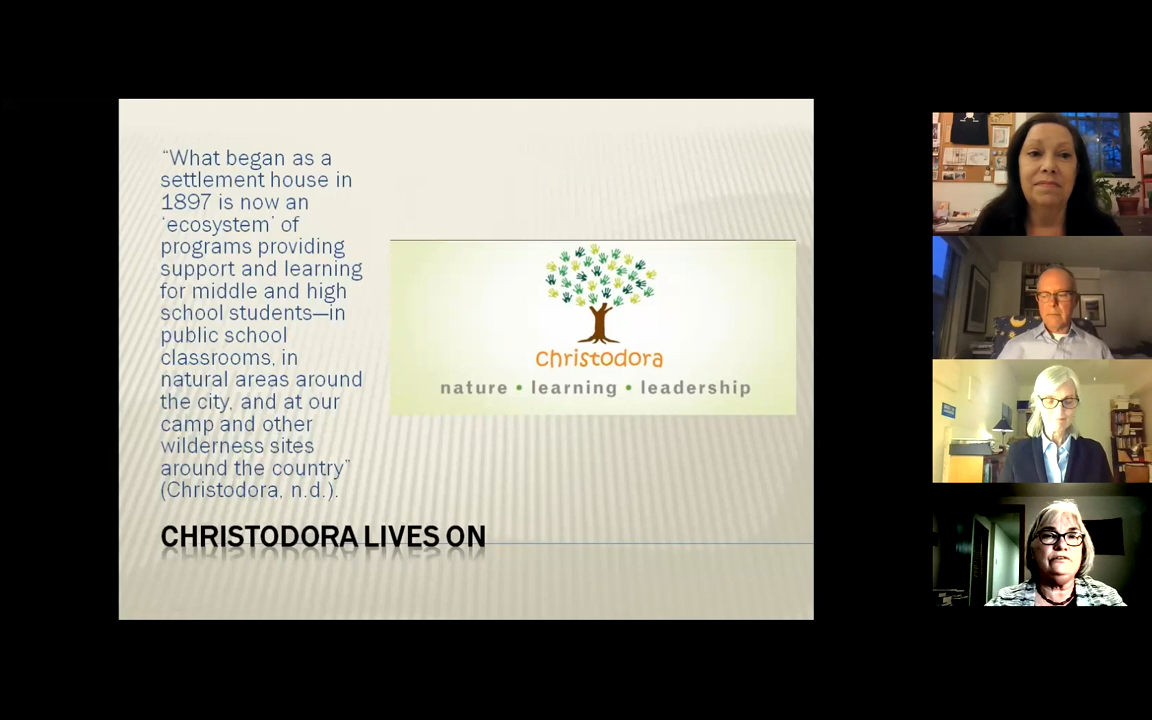 “What began as a
settlement house in
1897 is now an
‘ecosystem’ of
programs providing
support and learning
for middle and high
school students—in
public school
classrooms, in
natural areas around
the city, and at our
camp and other
wilderness sites
around the country”
(Christodora, n.d.).
christodora
nature • learning • leadership
CHRISTODORA LIVES ON